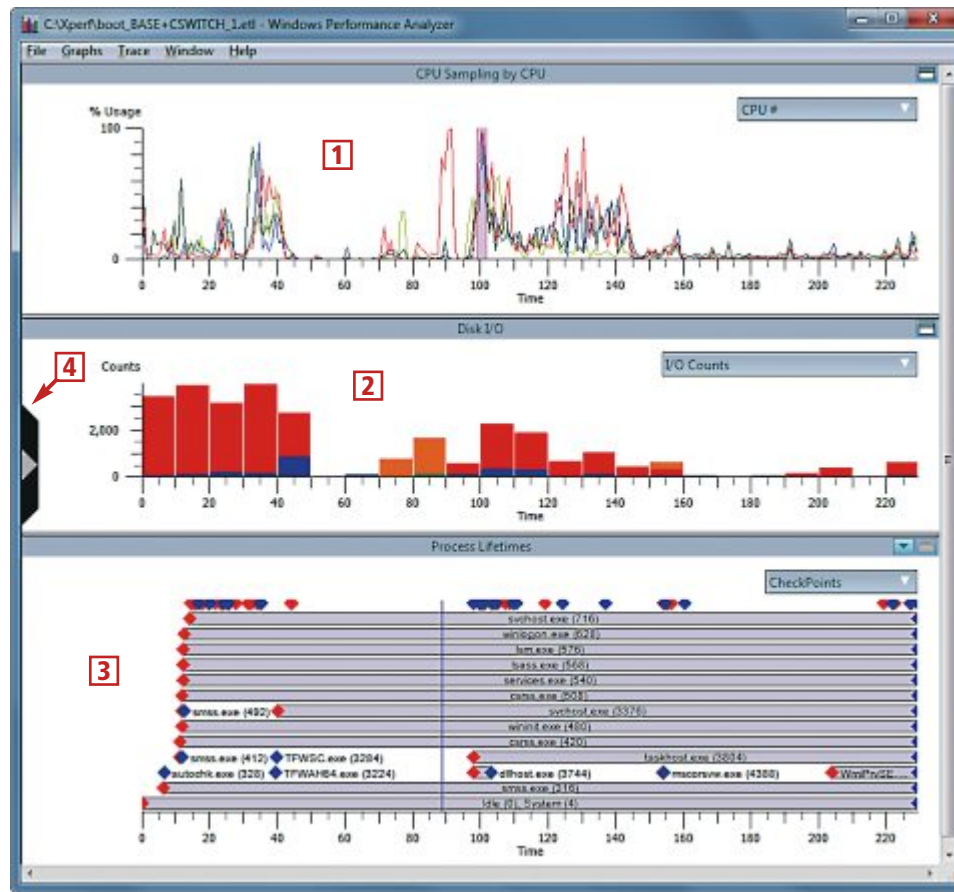 C:\Xperf\boot_BASE+CSWITCH_1.etl - Windows Performance Analyzer
File Graphs Trace Window Help
CPU Sampling by CPU
% Usage
CPU #
100
1
0
0 20 40 60 80 100 120 140 160 180 200 220
Time
Disk I/O
4
Counts
2
I/O Counts
2,000
0
0 20 40 60 80 100 120 140 160 180 200 220
Time
Process Lifetimes
CheckPoints
svchost.exe (716)
winlogon.exe (628)
lsm.exe (576)
3
lsass.exe (568)
services.exe (540)
csrss.exe (508)
smss.exe (492) svchost.exe (3376)
wininit.exe (480)
csrss.exe (420)
smss.exe (412) TFWSC.exe (3284) taskhost.exe (3804)
autochk.exe (328) TFWAH64.exe (3224) dllhost.exe (3744) mscorsvw.exe (4388) WmiPrvSE...
smss.exe (316)
Idle (0), System (4)
0 20 40 60 80 100 120 140 160 180 200 220
Time